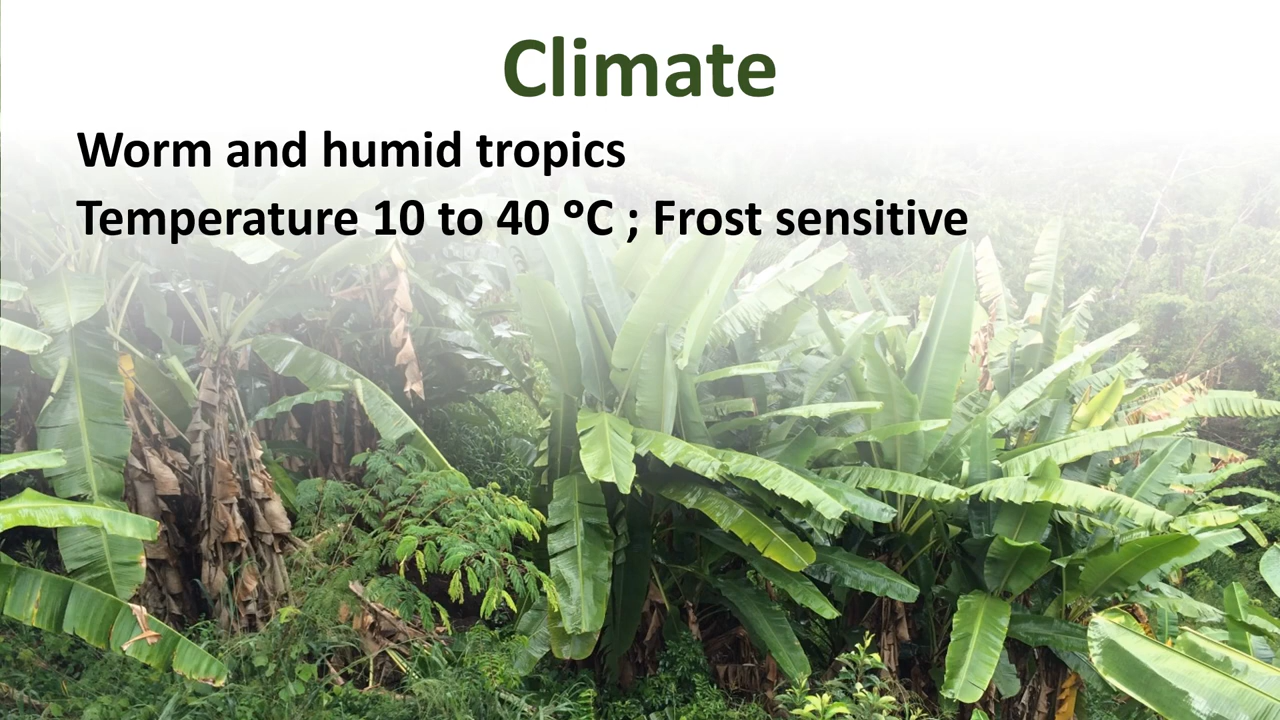 Climate
Worm and humid tropics
Temperature 10 to 40 °C ; Frost sensitive